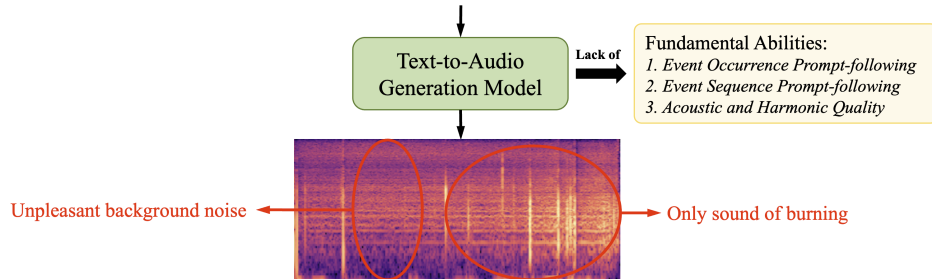 Text-to-Audio
Generation Model
Lack of
Fundamental Abilities:
1. Event Occurrence Prompt-following
2. Event Sequence Prompt-following
3. Acoustic and Harmonic Quality
Unpleasant background noise
Only sound of burning